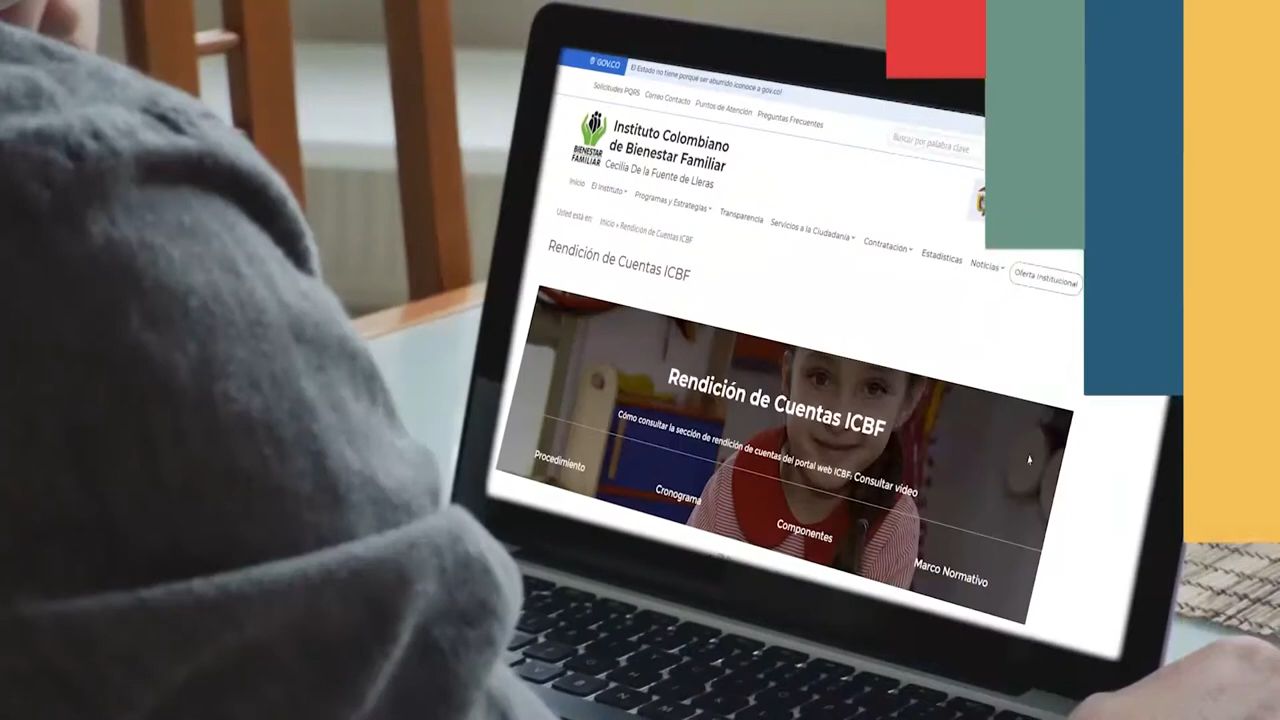 GOV.CO
El Estado no tiene porqué ser aburrido ¡conoce a gov.co!
Solicitudes PQRS Correo Contacto Puntos de Atención Preguntas Frecuentes
Buscar por palabra clave
BIENESTAR
FAMILIAR
Instituto Colombiano
de Bienestar Familiar
Cecilia De la Fuente de Lleras
Inicio El Instituto Programas y Estrategias Transparencia Servicios a la Ciudadanía Contratación Estadísticas Noticias Oferta Institucional
Usted está en: Inicio » Rendición de Cuentas ICBF
Rendición de Cuentas ICBF
Rendición de Cuentas ICBF
Cómo consultar la sección de rendición de cuentas del portal web ICBF: Consultar video
Procedimiento
Cronograma
Componentes
Marco Normativo